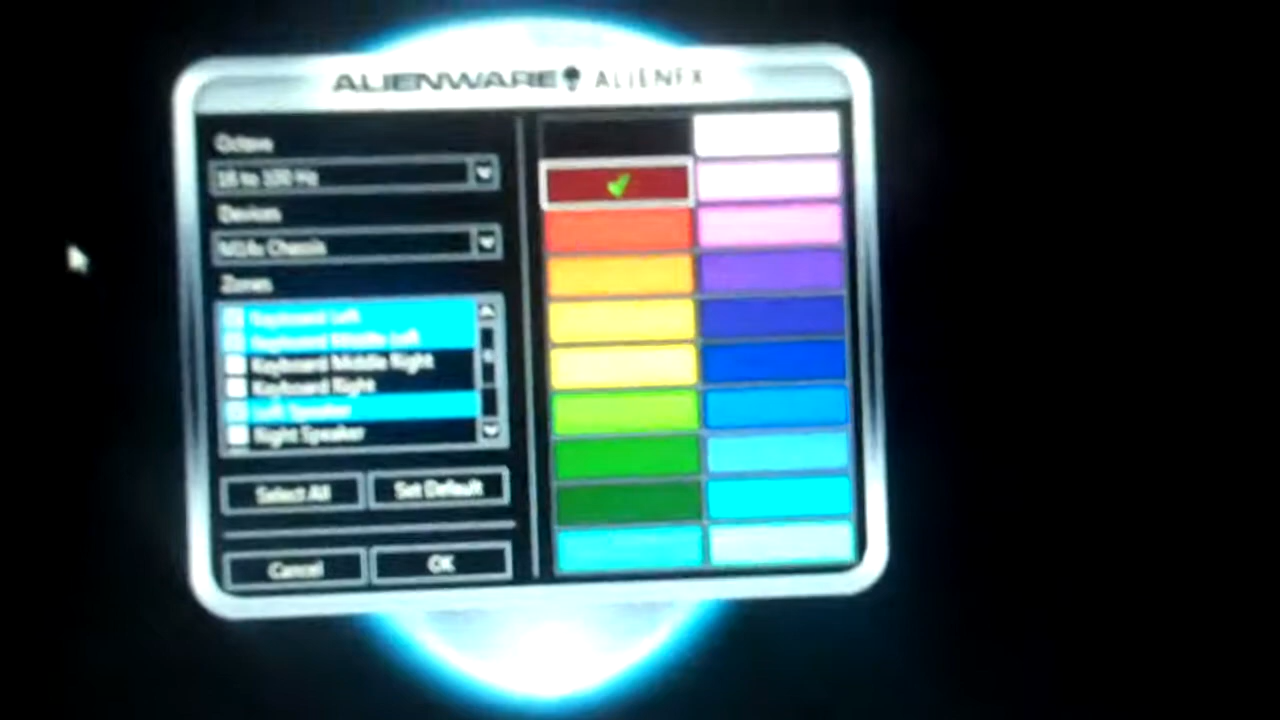 ALIENWARE ALIENFX
Octave
16 to 100 Hz
Devices
M14x Chassis
Zones
Keyboard Left
Keyboard Middle Left
Keyboard Middle Right
Keyboard Right
Left Speaker
Right Speaker
Select All
Set Default
Cancel
OK